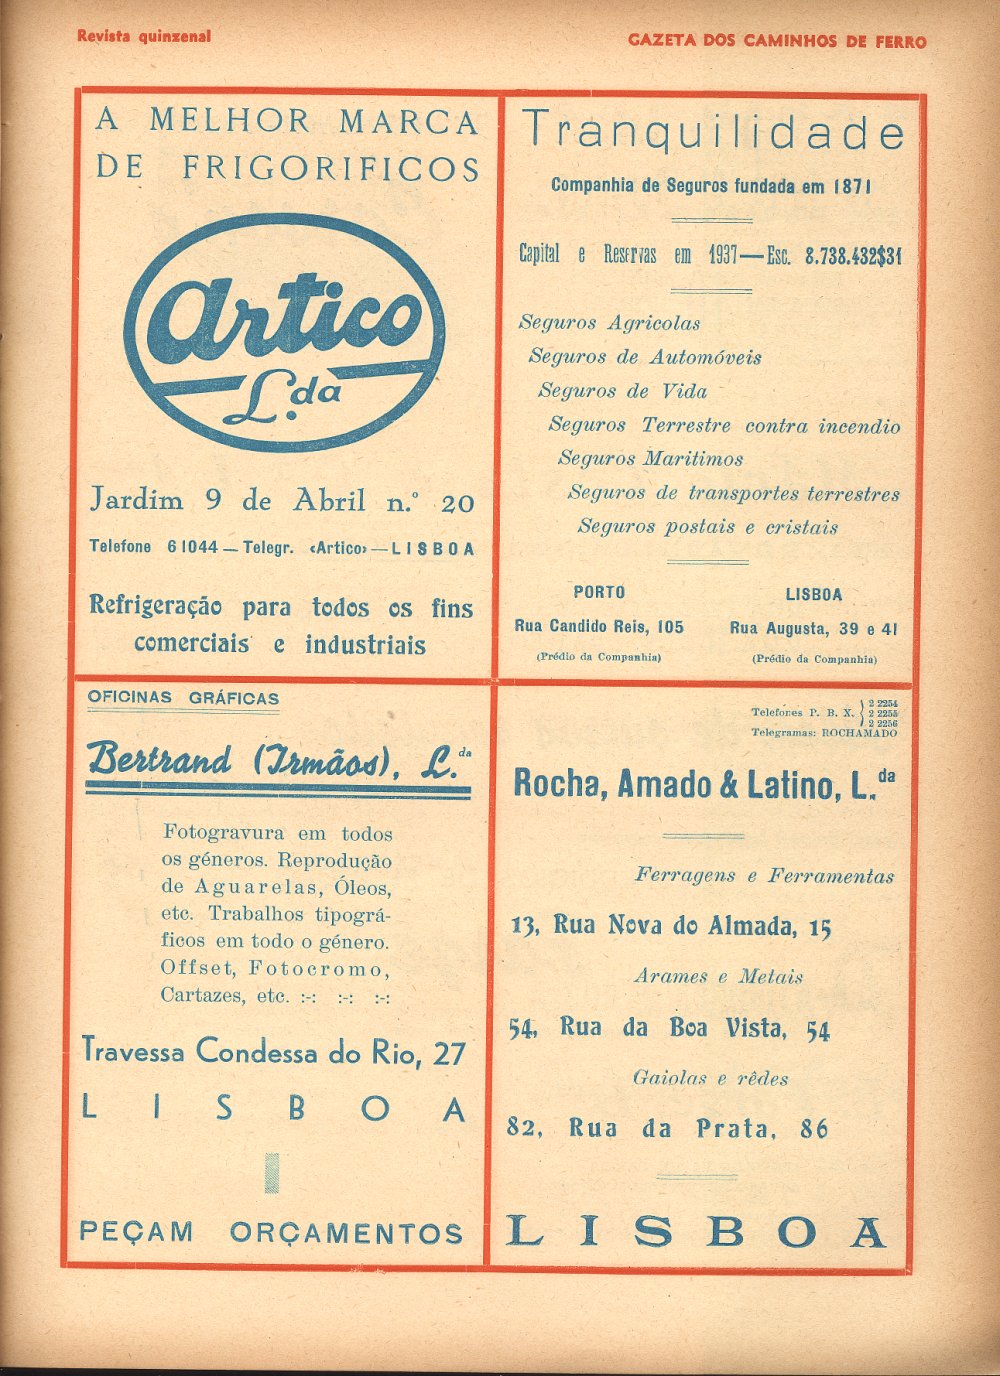 Revista quinzenal
GAZETA DOS CAMINHOS DE FERRO
A MELHOR MARCA
DE FRIGORIFICOS
Artico
L.da
Jardim 9 de Abril n.º 20
Telefone 61044 — Telegr. «Artico» — LISBOA
Refrigeração para todos os fins
comerciais e industriais
Tranquilidade
Companhia de Seguros fundada em 1871
Capital e Reservas em 1937 — Esc. 8.738.432$31
Seguros Agricolas
Seguros de Automóveis
Seguros de Vida
Seguros Terrestre contra incendio
Seguros Maritimos
Seguros de transportes terrestres
Seguros postais e cristais
PORTO
Rua Candido Reis, 105
(Prédio da Companhia)
LISBOA
Rua Augusta, 39 e 41
(Prédio da Companhia)
OFICINAS GRÁFICAS
Bertrand (Irmãos), L.da
Fotogravura em todos
os géneros. Reprodução
de Aguarelas, Óleos,
etc. Trabalhos tipográ-
ficos em todo o género.
Offset, Fotocromo,
Cartazes, etc. :-: :-: :-:
Travessa Condessa do Rio, 27
LISBOA
PEÇAM ORÇAMENTOS
Telefones P. B. X. { 2 2254
2 2255
2 2256
Telegramas: ROCHAMADO
Rocha, Amado & Latino, L.da
Ferragens e Ferramentas
13, Rua Nova do Almada, 15
Arames e Metais
54, Rua da Boa Vista, 54
Gaiolas e rêdes
82, Rua da Prata, 86
LISBOA